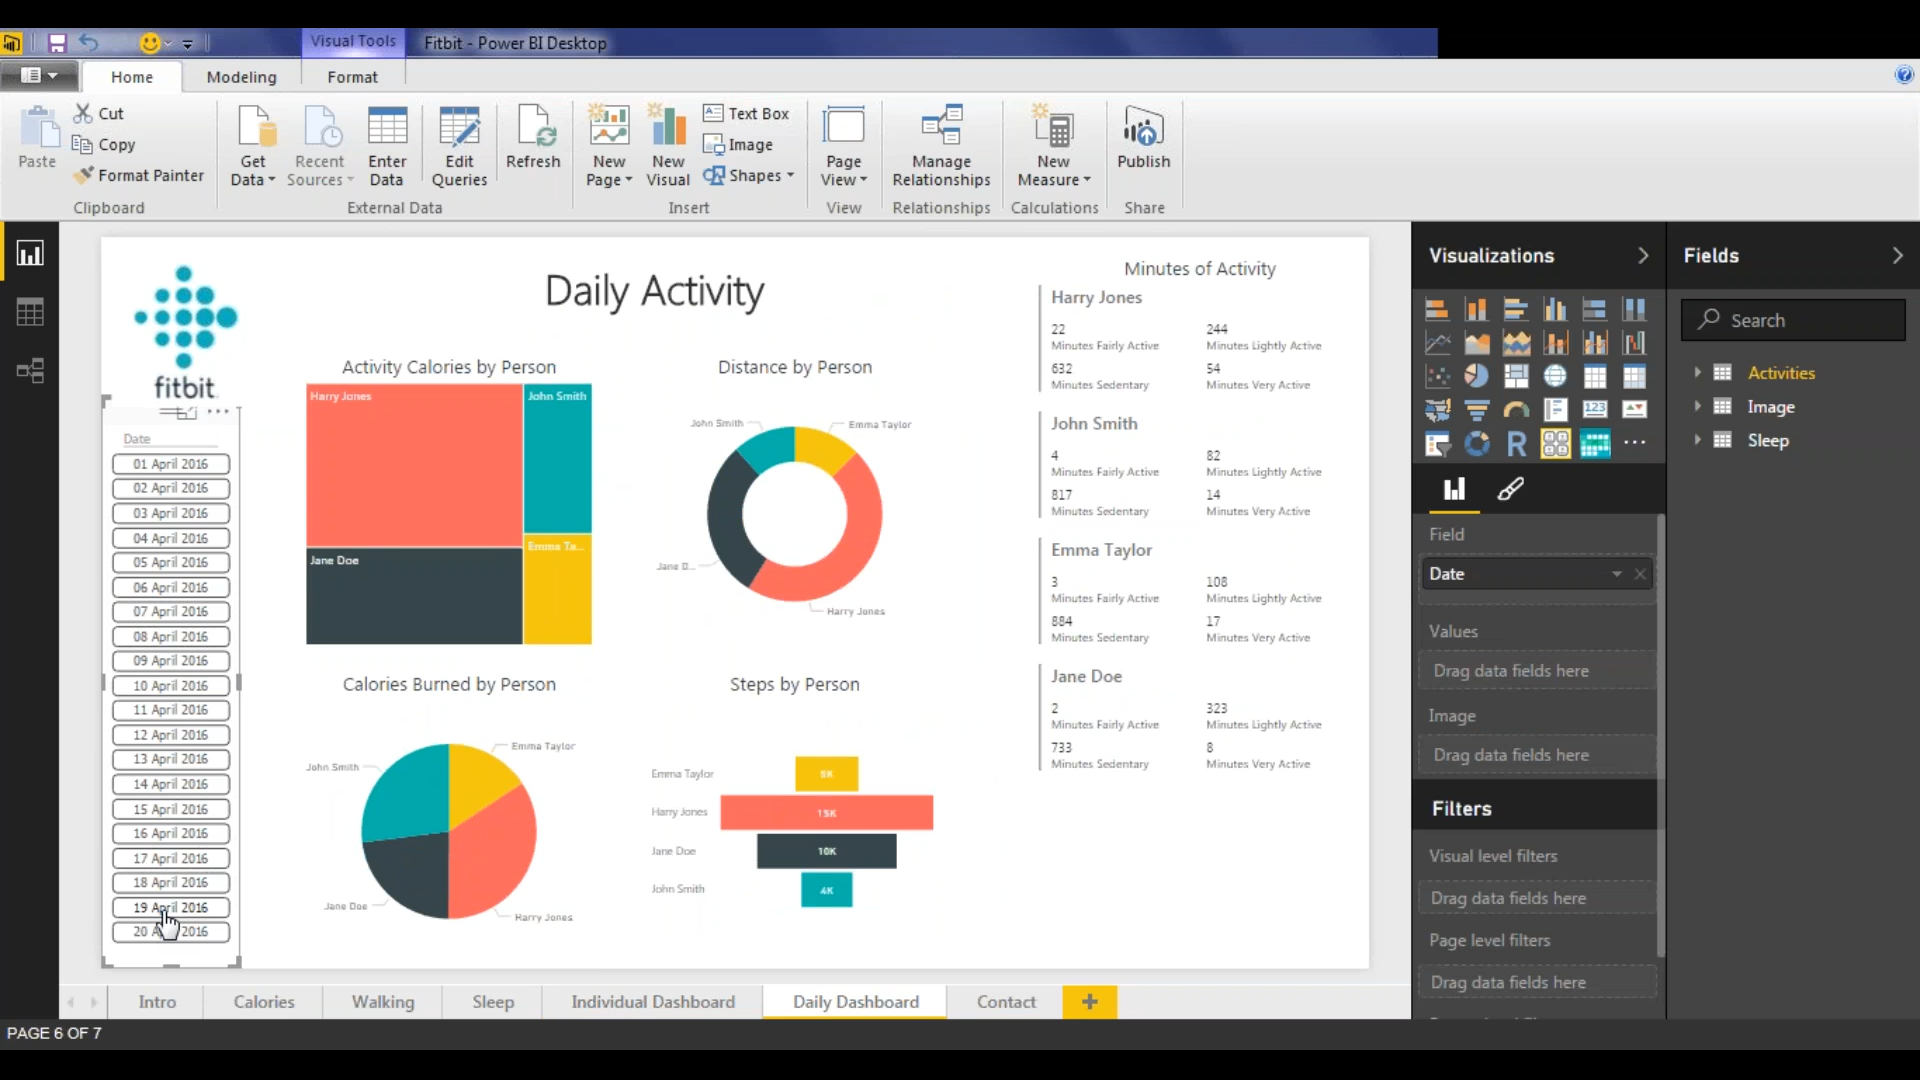 Visual Tools
Fitbit - Power BI Desktop
Home
Modeling
Format
Paste
Cut
Copy
Format Painter
Clipboard
Get Data
Recent Sources
Enter Data
External Data
Edit Queries
Refresh
New Page
New Visual
Text Box
Image
Shapes
Insert
Page View
View
Manage Relationships
Relationships
New Measure
Calculations
Publish
Share
fitbit
Date
01 April 2016
02 April 2016
03 April 2016
04 April 2016
05 April 2016
06 April 2016
07 April 2016
08 April 2016
09 April 2016
10 April 2016
11 April 2016
12 April 2016
13 April 2016
14 April 2016
15 April 2016
16 April 2016
17 April 2016
18 April 2016
19 April 2016
20 A 2016
Daily Activity
Activity Calories by Person
Harry Jones
John Smith
Jane Doe
Emma Ta...
Distance by Person
John Smith
Emma Taylor
Jane D...
Harry Jones
Calories Burned by Person
John Smith
Emma Taylor
Jane Doe
Harry Jones
Steps by Person
Emma Taylor
Harry Jones
15K
Jane Doe
10K
John Smith
4K
Minutes of Activity
Harry Jones
22 244
Minutes Fairly Active Minutes Lightly Active
632 54
Minutes Sedentary Minutes Very Active
John Smith
4 82
Minutes Fairly Active Minutes Lightly Active
817 14
Minutes Sedentary Minutes Very Active
Emma Taylor
3 108
Minutes Fairly Active Minutes Lightly Active
884 17
Minutes Sedentary Minutes Very Active
Jane Doe
2 323
Minutes Fairly Active Minutes Lightly Active
733 8
Minutes Sedentary Minutes Very Active
Visualizations
123
R
Field
Date
Values
Drag data fields here
Image
Drag data fields here
Filters
Visual level filters
Drag data fields here
Page level filters
Drag data fields here
Fields
Search
Activities
Image
Sleep
Intro
Calories
Walking
Sleep
Individual Dashboard
Daily Dashboard
Contact
PAGE 6 OF 7